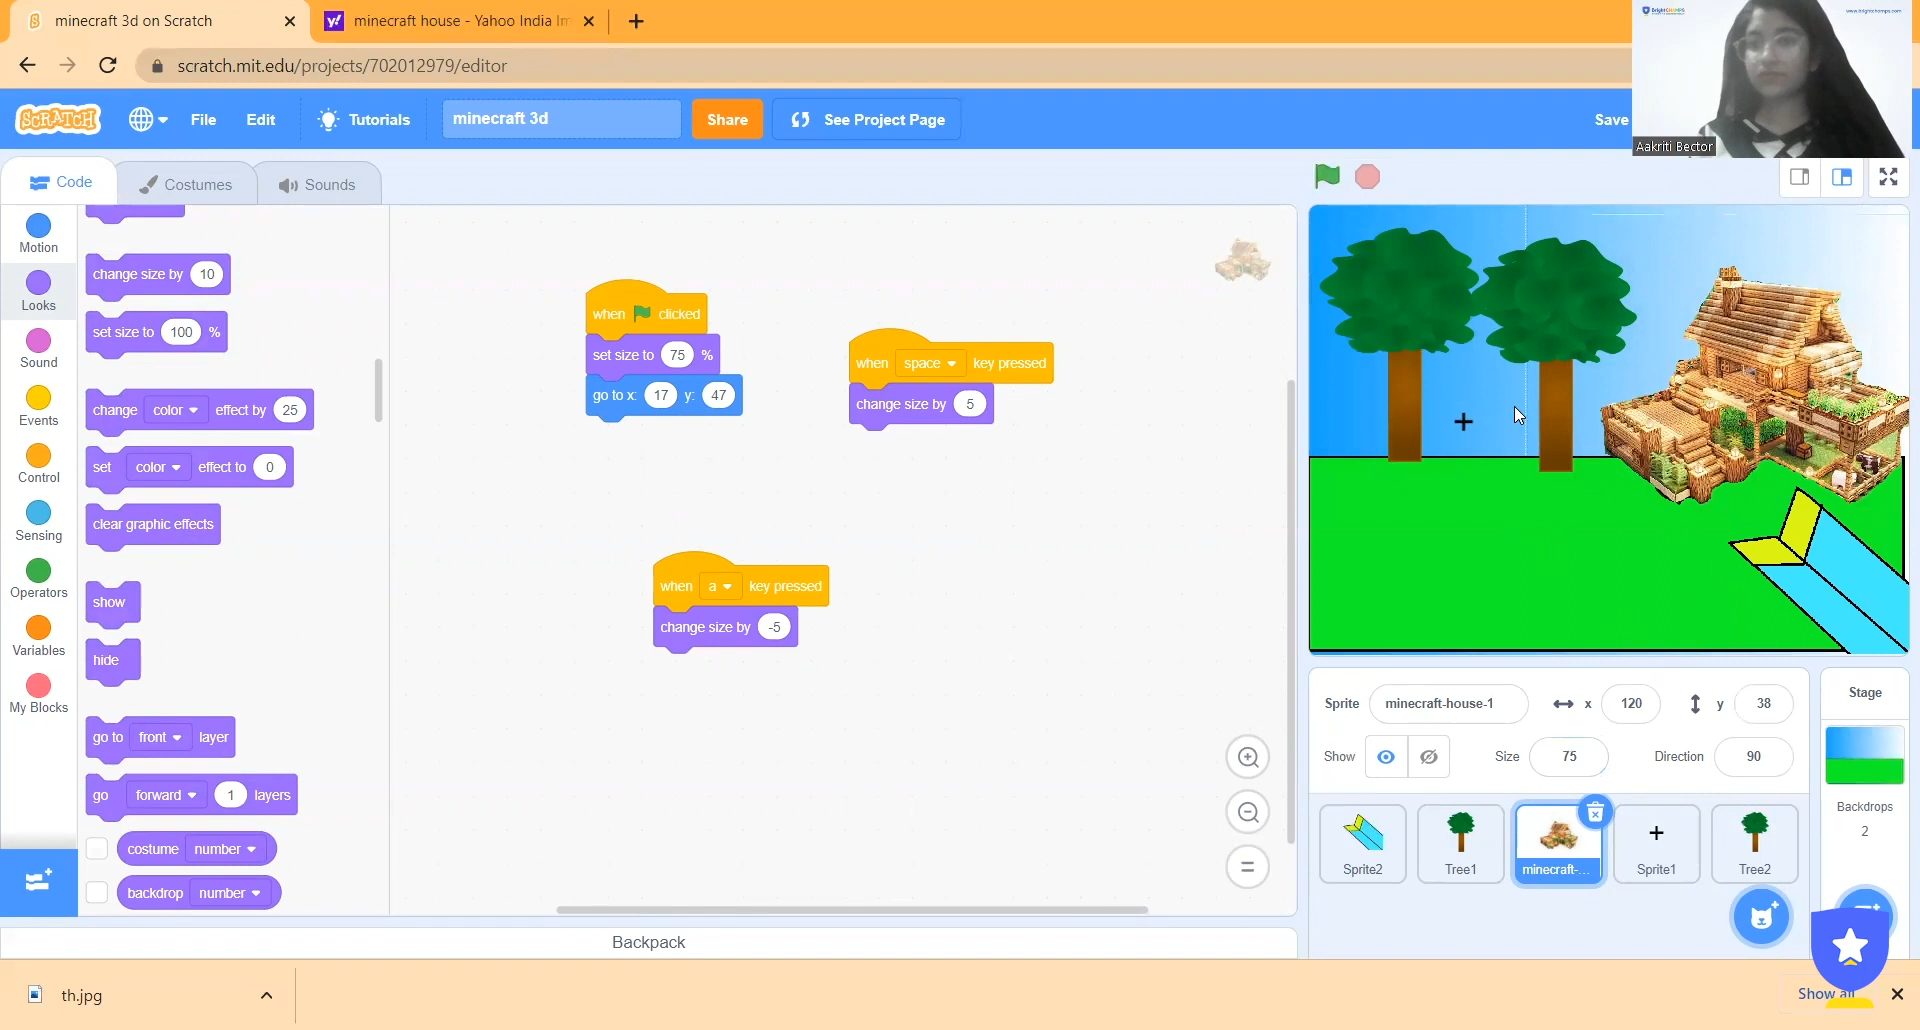 minecraft 3d on Scratch
minecraft house - Yahoo India Im
scratch.mit.edu/projects/702012979/editor
BrightCHAMPS
www.brightchamps.com
Aakriti Bector
SCRATCH
File
Edit
Tutorials
minecraft 3d
Share
See Project Page
Save
Code
Costumes
Sounds
Motion
Looks
Sound
Events
Control
Sensing
Operators
Variables
My Blocks
change size by 10
set size to 100 %
change color effect by 25
set color effect to 0
clear graphic effects
show
hide
go to front layer
go forward 1 layers
costume number
backdrop number
when clicked
set size to 75 %
go to x: 17 y: 47
when space key pressed
change size by 5
when a key pressed
change size by -5
Sprite minecraft-house-1 x 120 y 38
Show Size 75 Direction 90
Sprite2
Tree1
minecraft-...
Sprite1
Tree2
Stage
Backdrops
2
Backpack
th.jpg
Show all